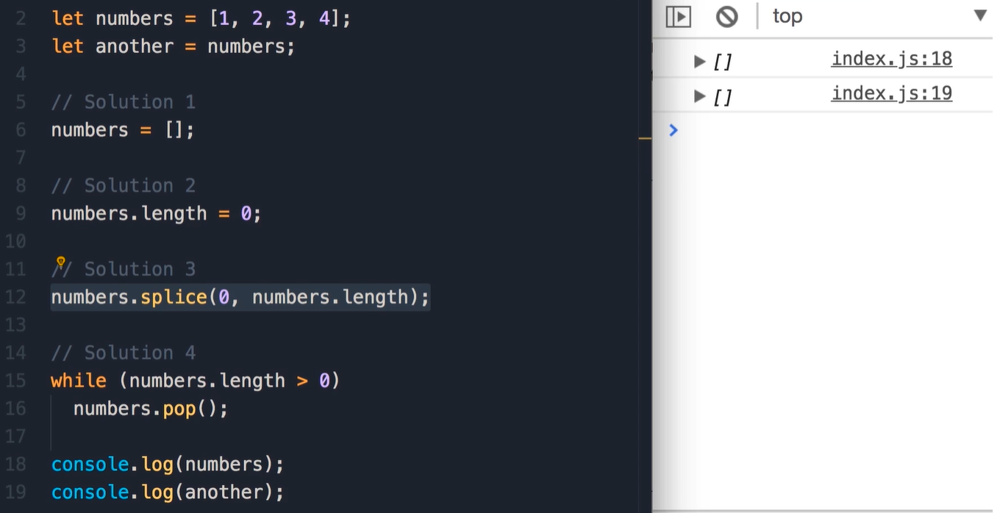 2 let numbers = [1, 2, 3, 4];
3 let another = numbers;
4
5 // Solution 1
6 numbers = [];
7
8 // Solution 2
9 numbers.length = 0;
10
11 // Solution 3
12 numbers.splice(0, numbers.length);
13
14 // Solution 4
15 while (numbers.length > 0)
16   numbers.pop();
17
18 console.log(numbers);
19 console.log(another);
top
[] index.js:18
[] index.js:19